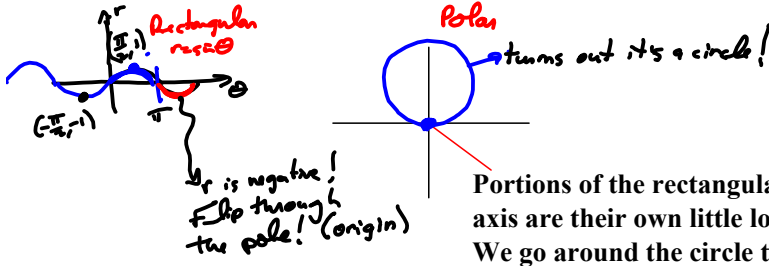 r
Rectangular
r=sinθ
(π/2, 1)
θ
π
(-π/2, -1)
r is negative!
Flip through
the pole! (origin)
Polar
turns out it's a circle!
Portions of the rectangula
axis are their own little lo
We go around the circle t